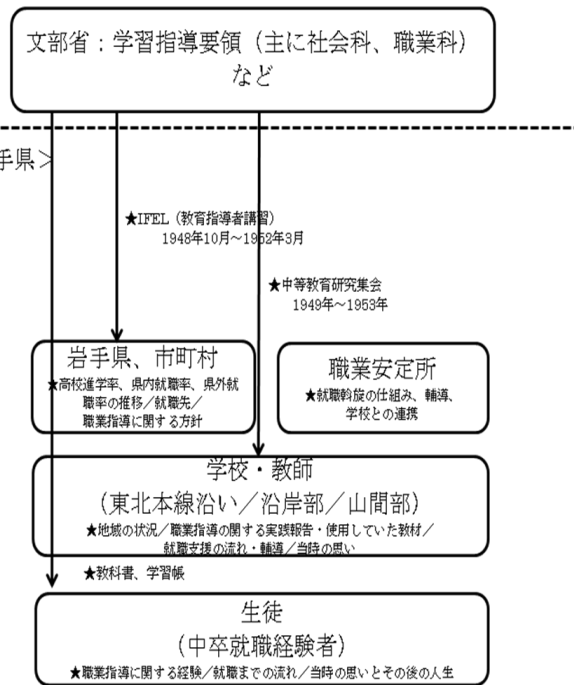 文部省：学習指導要領（主に社会科、職業科）
など
手県＞
★IFEL（教育指導者講習）
1948年10月～1952年3月
★中等教育研究集会
1949年～1953年
岩手県、市町村
★高校進学率、県内就職率、県外就
職率の推移／就職先／
職業指導に関する方針
職業安定所
★就職斡旋の仕組み、輔導、
学校との連携
学校・教師
（東北本線沿い／沿岸部／山間部）
★地域の状況／職業指導の関する実践報告・使用していた教材／
就職支援の流れ・輔導／当時の思い
★教科書、学習帳
生徒
（中卒就職経験者）
★職業指導に関する経験／就職までの流れ／当時の思いとその後の人生